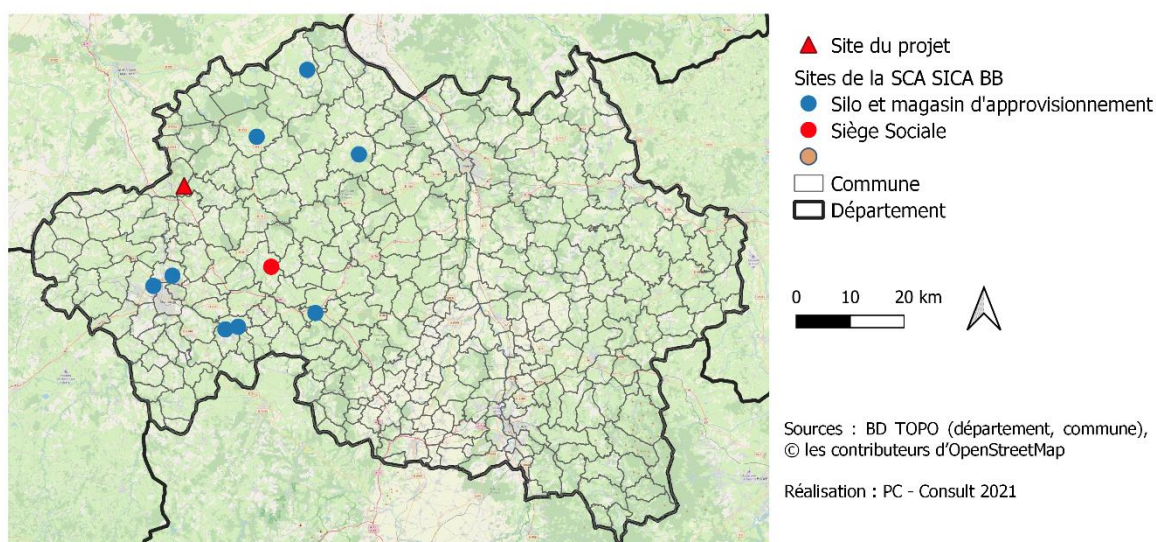 Site du projet
Sites de la SCA SICA BB
Silo et magasin d'approvisionnement
Siège Sociale
Commune
Département
0 10 20 km
Sources : BD TOPO (département, commune),
© les contributeurs d'OpenStreetMap
Réalisation : PC - Consult 2021